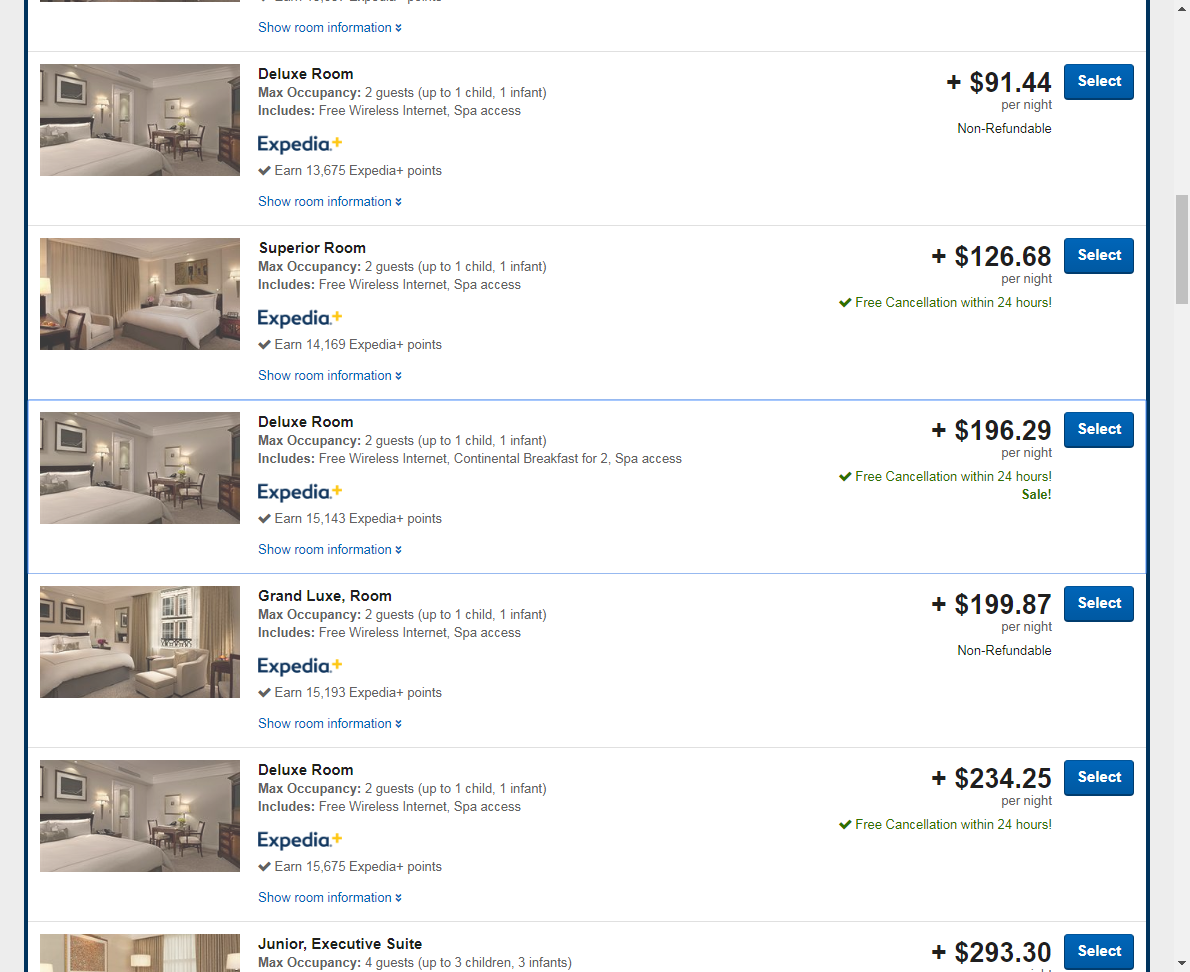 Show room information
Deluxe Room
Max Occupancy: 2 guests (up to 1 child, 1 infant)
Includes: Free Wireless Internet, Spa access
Expedia+
Earn 13,675 Expedia+ points
Show room information
+ $91.44
per night
Non-Refundable
Select
Superior Room
Max Occupancy: 2 guests (up to 1 child, 1 infant)
Includes: Free Wireless Internet, Spa access
Expedia+
Earn 14,169 Expedia+ points
Show room information
+ $126.68
per night
Free Cancellation within 24 hours!
Select
Deluxe Room
Max Occupancy: 2 guests (up to 1 child, 1 infant)
Includes: Free Wireless Internet, Continental Breakfast for 2, Spa access
Expedia+
Earn 15,143 Expedia+ points
Show room information
+ $196.29
per night
Free Cancellation within 24 hours!
Sale!
Select
Grand Luxe, Room
Max Occupancy: 2 guests (up to 1 child, 1 infant)
Includes: Free Wireless Internet, Spa access
Expedia+
Earn 15,193 Expedia+ points
Show room information
+ $199.87
per night
Non-Refundable
Select
Deluxe Room
Max Occupancy: 2 guests (up to 1 child, 1 infant)
Includes: Free Wireless Internet, Spa access
Expedia+
Earn 15,675 Expedia+ points
Show room information
+ $234.25
per night
Free Cancellation within 24 hours!
Select
Junior, Executive Suite
Max Occupancy: 4 guests (up to 3 children, 3 infants)
+ $293.30
Select